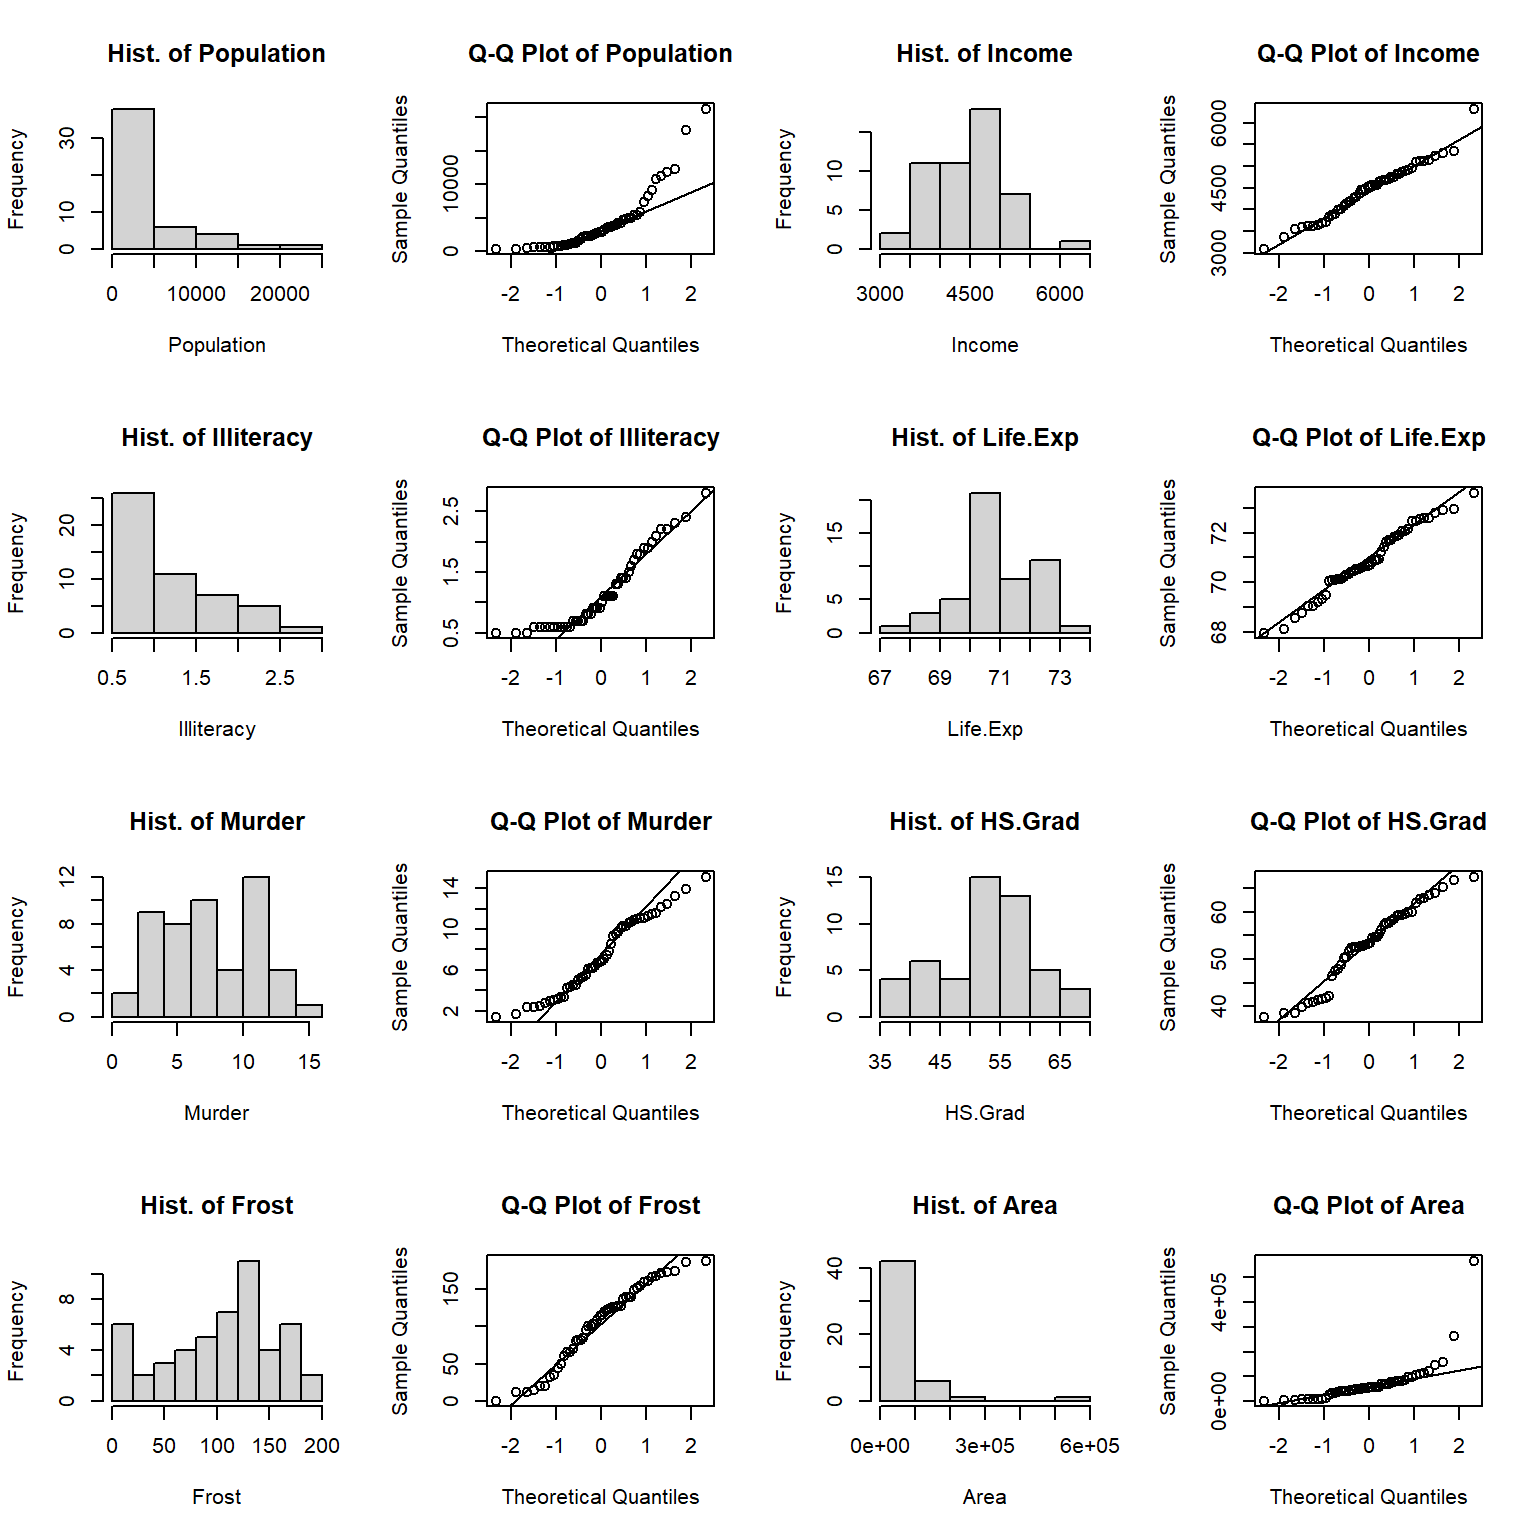 Hist. of Population
Frequency
0 10 30
0 10000 20000
Population
Q-Q Plot of Population
Sample Quantiles
0 10000
-2 -1 0 1 2
Theoretical Quantiles
Hist. of Income
Frequency
0 5 10
3000 4500 6000
Income
Q-Q Plot of Income
Sample Quantiles
3000 4500 6000
-2 -1 0 1 2
Theoretical Quantiles
Hist. of Illiteracy
Frequency
0 10 20
0.5 1.5 2.5
Illiteracy
Q-Q Plot of Illiteracy
Sample Quantiles
0.5 1.5 2.5
-2 -1 0 1 2
Theoretical Quantiles
Hist. of Life.Exp
Frequency
0 5 15
67 69 71 73
Life.Exp
Q-Q Plot of Life.Exp
Sample Quantiles
68 70 72
-2 -1 0 1 2
Theoretical Quantiles
Hist. of Murder
Frequency
0 4 8 12
0 5 10 15
Murder
Q-Q Plot of Murder
Sample Quantiles
2 6 10 14
-2 -1 0 1 2
Theoretical Quantiles
Hist. of HS.Grad
Frequency
0 5 10 15
35 45 55 65
HS.Grad
Q-Q Plot of HS.Grad
Sample Quantiles
40 50 60
-2 -1 0 1 2
Theoretical Quantiles
Hist. of Frost
Frequency
0 4 8
0 50 100 150 200
Frost
Q-Q Plot of Frost
Sample Quantiles
0 50 150
-2 -1 0 1 2
Theoretical Quantiles
Hist. of Area
Frequency
0 20 40
0e+00 3e+05 6e+05
Area
Q-Q Plot of Area
Sample Quantiles
0e+00 4e+05
-2 -1 0 1 2
Theoretical Quantiles